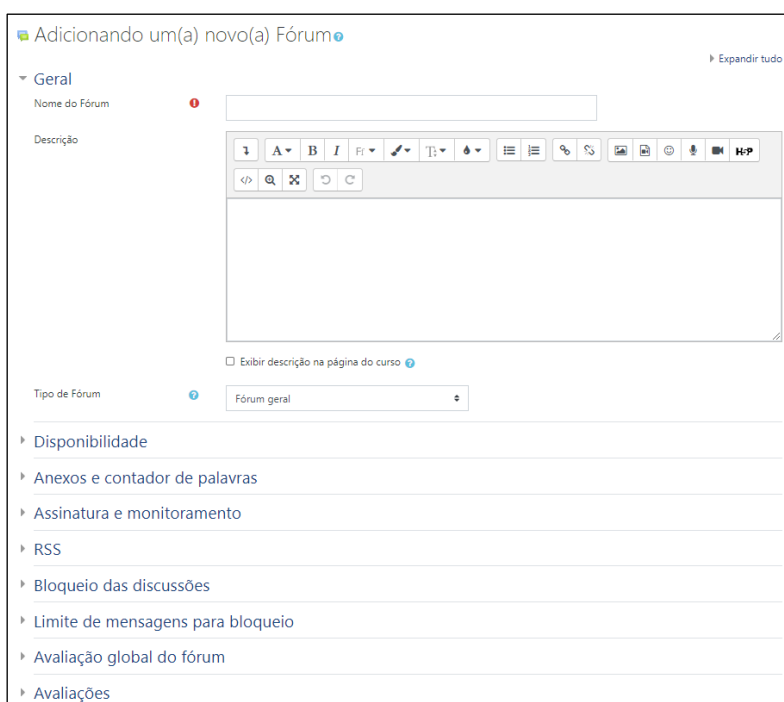 Adicionando um(a) novo(a) Fórum
Expandir tudo
Geral
Nome do Fórum
Descrição
A B I Ff T:
H-P
</>
Exibir descrição na página do curso
Tipo de Fórum
Fórum geral
Disponibilidade
Anexos e contador de palavras
Assinatura e monitoramento
RSS
Bloqueio das discussões
Limite de mensagens para bloqueio
Avaliação global do fórum
Avaliações